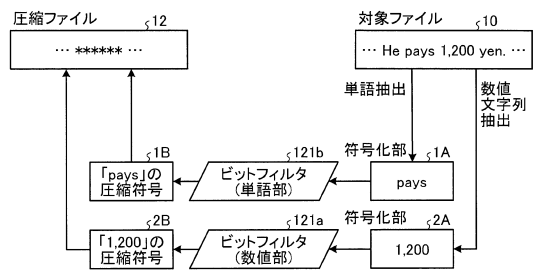 圧縮ファイル 12
対象ファイル 10
… ****** …
… He pays 1,200 yen. …
単語抽出
数値
文字列
抽出
1B
121b
符号化部
1A
「pays」の
圧縮符号
ビットフィルタ
(単語部)
pays
2B
121a
符号化部
2A
「1,200」の
圧縮符号
ビットフィルタ
(数値部)
1,200